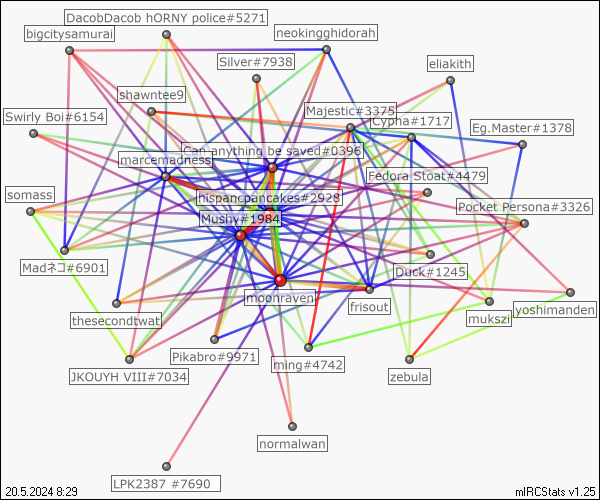 DacobDacob hORNY police#5271
bigcitysamurai
neokingghidorah
Silver#7938
eliakith
shawntee9
Majestic#3375
Swirly Boi#6154
Cypha#1717
Eg.Master#1378
Can anything be saved#0396
marcemadness
Fedora Stoat#4479
somass
hispancpancakes#2928
Pocket Persona#3326
Mushy#1984
Madネコ#6901
Duck#1245
moonraven
frisout
yoshimanden
thesecondtwat
mukszi
Pikabro#9971
ming#4742
JKOUYH VIII#7034
zebula
normalwan
LPK2387 #7690
20.5.2024 8:29
mIRCStats v1.25